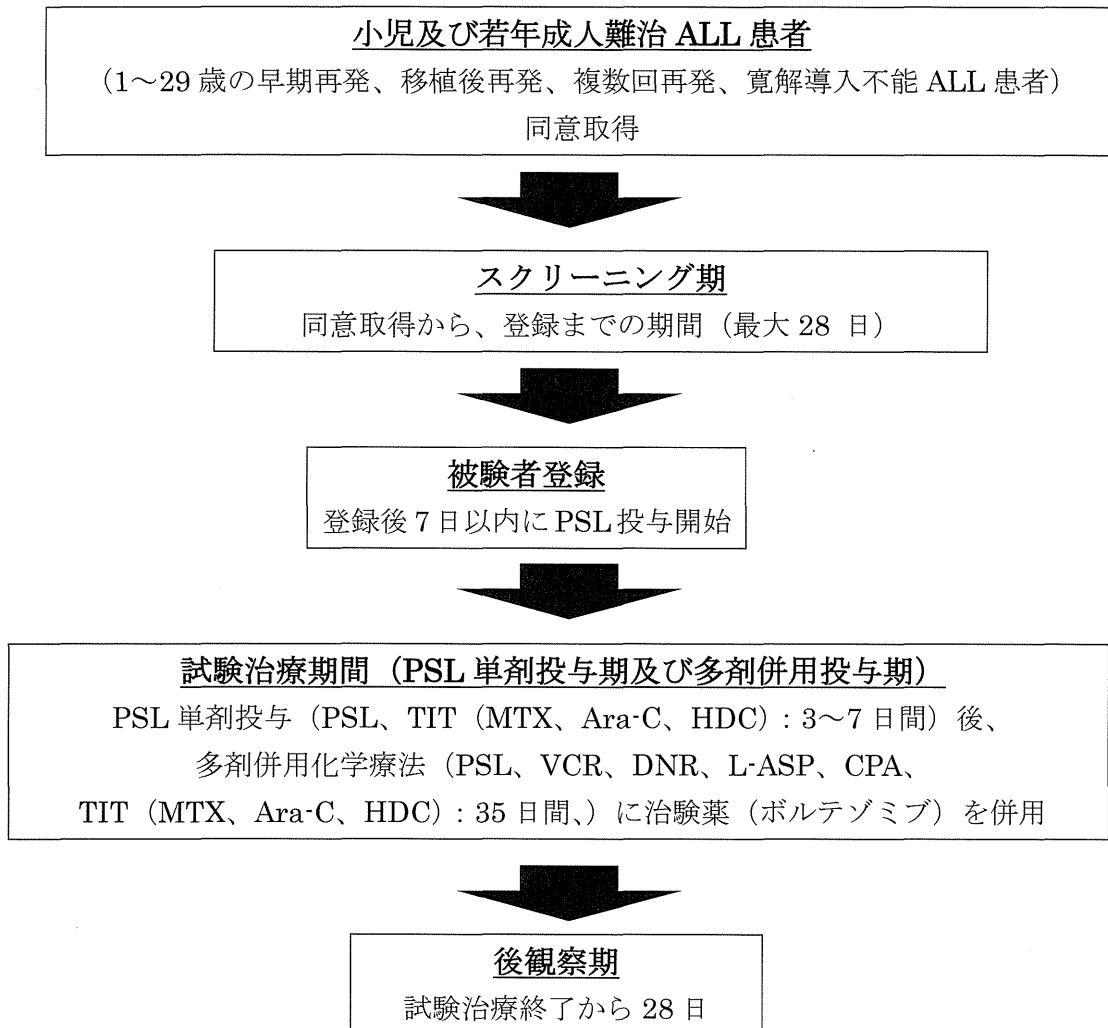 小児及び若年成人難治 ALL 患者
（1～29 歳の早期再発、移植後再発、複数回再発、寛解導入不能 ALL 患者）
同意取得
スクリーニング期
同意取得から、登録までの期間（最大 28 日）
被験者登録
登録後 7 日以内に PSL 投与開始
試験治療期間（PSL 単剤投与期及び多剤併用投与期）
PSL 単剤投与（PSL、TIT（MTX、Ara-C、HDC）: 3～7 日間）後、
多剤併用化学療法（PSL、VCR、DNR、L-ASP、CPA、
TIT（MTX、Ara-C、HDC）: 35 日間、）に治験薬（ボルテゾミブ）を併用
後観察期
試験治療終了から 28 日